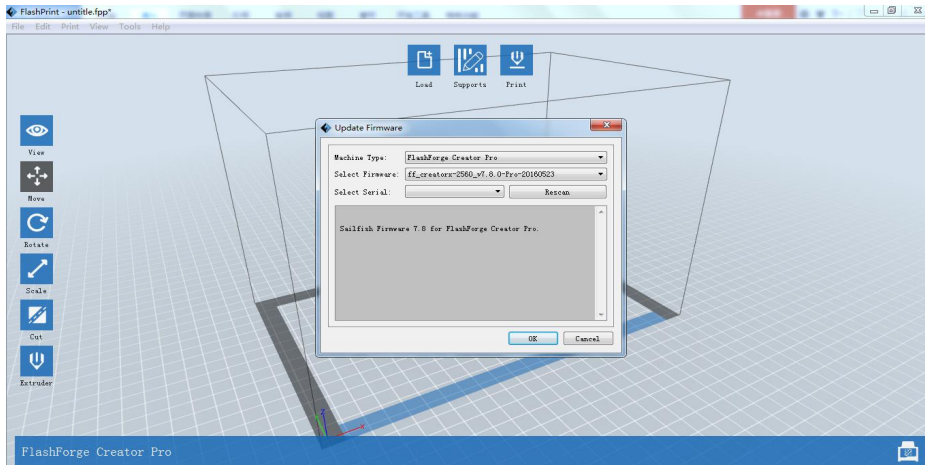 FlashPrint - untitle.fpp*
File Edit Print View Tools Help
Load Supports Print
View
Move
Rotate
Scale
Cut
Extruder
Update Firmware
Machine Type: FlashForge Creator Pro
Select Firmware: ff_creatorx-2560_v7.8.0-Pro-20160523
Select Serial: Rescan
Sailfish Firmware 7.8 for FlashForge Creator Pro.
OK Cancel
Z
X
FlashForge Creator Pro